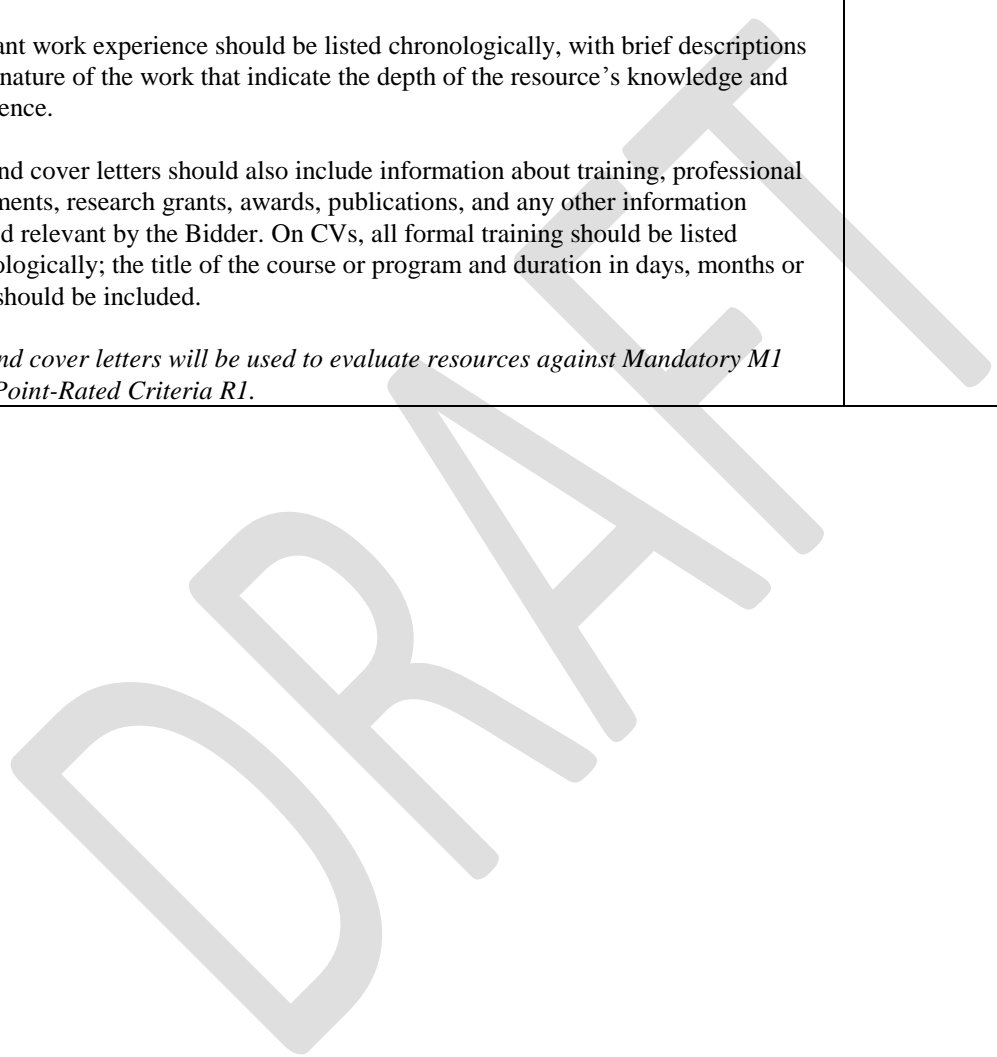 ant work experience should be listed chronologically, with brief descriptions
nature of the work that indicate the depth of the resource’s knowledge and
ence.
nd cover letters should also include information about training, professional
ments, research grants, awards, publications, and any other information
d relevant by the Bidder. On CVs, all formal training should be listed
ologically; the title of the course or program and duration in days, months or
should be included.
nd cover letters will be used to evaluate resources against Mandatory M1
Point-Rated Criteria R1.
DRAFT